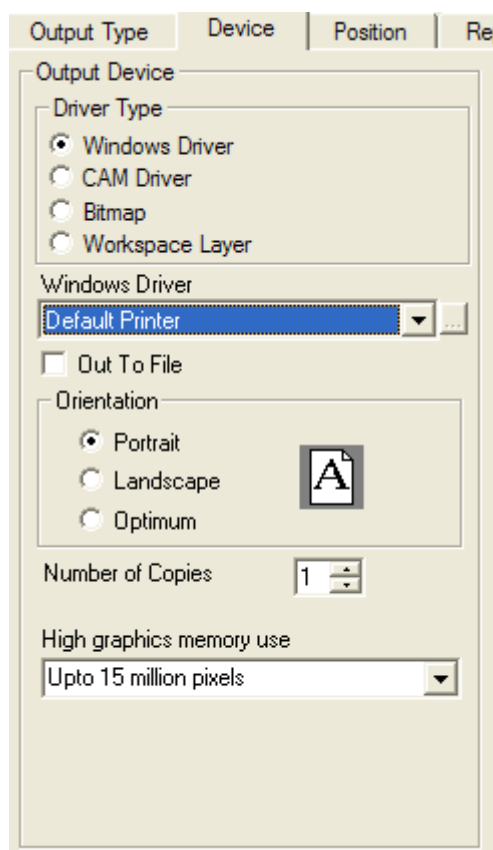 Output Type Device Position Re
Output Device
Driver Type
Windows Driver
CAM Driver
Bitmap
Workspace Layer
Windows Driver
Default Printer ...
Out To File
Orientation
Portrait
A
Landscape
Optimum
Number of Copies 1
High graphics memory use
Upto 15 million pixels